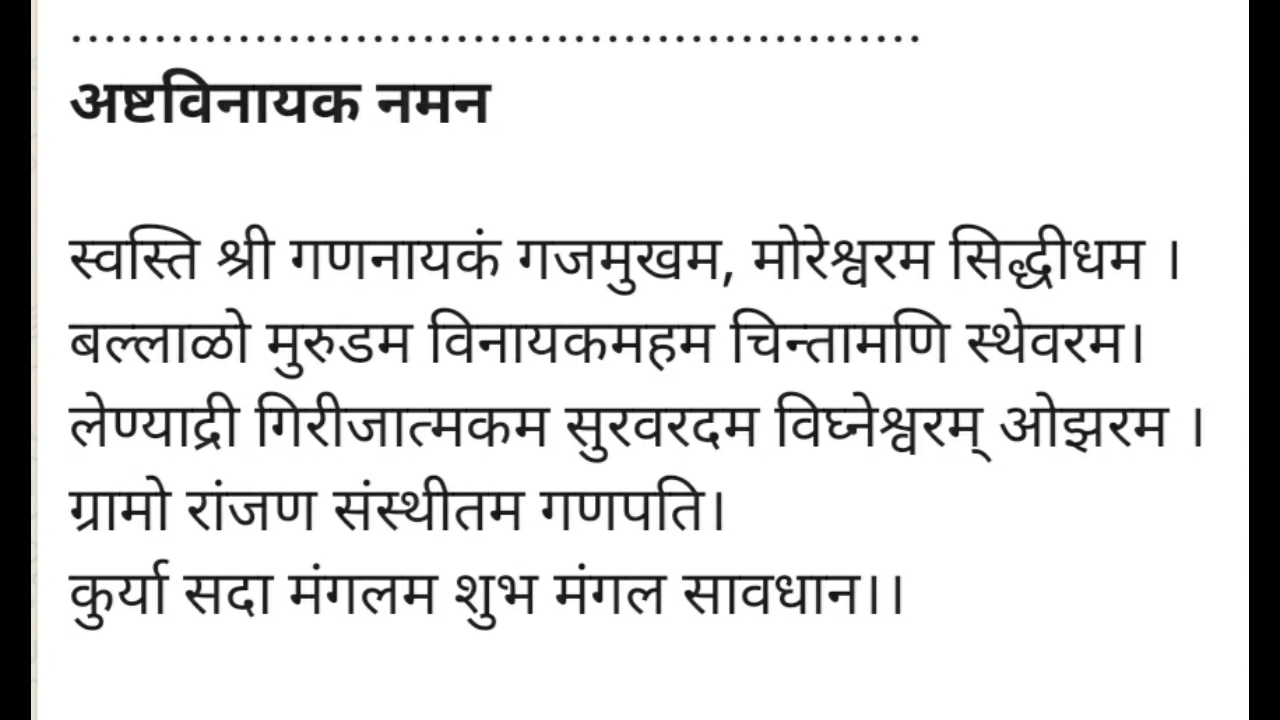 ..................................................
अष्टविनायक नमन
स्वस्ति श्री गणनायकं गजमुखम, मोरेश्वरम सिद्धीधम ।
बल्लाळो मुरुडम विनायकमहम चिन्तामणि स्थेवरम।
लेण्याद्री गिरीजात्मकम सुरवरदम विघ्नेश्वरम् ओझरम ।
ग्रामो रांजण संस्थीतम गणपति।
कुर्या सदा मंगलम शुभ मंगल सावधान।।